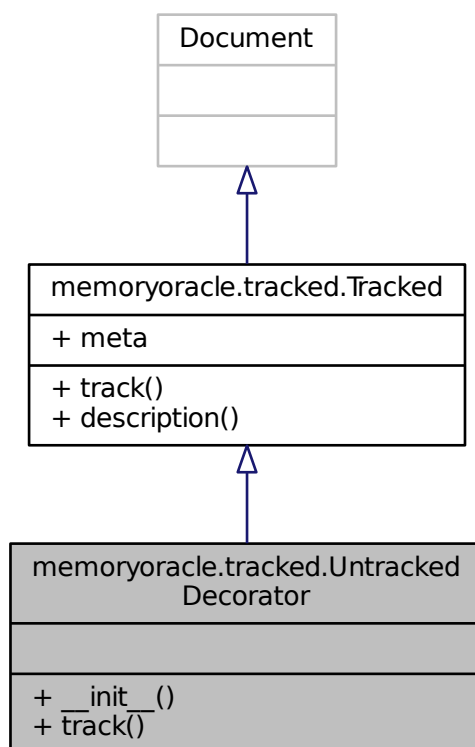 Document
memoryoracle.tracked.Tracked
+ meta
+ track()
+ description()
memoryoracle.tracked.Untracked
Decorator
+ __init__()
+ track()